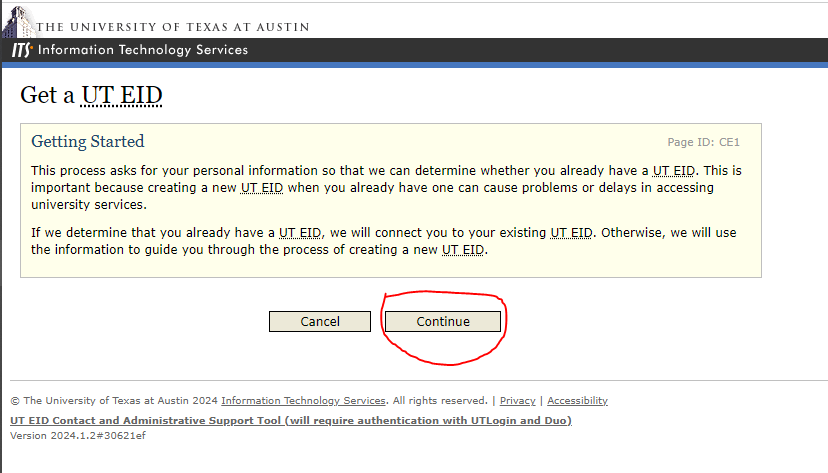 THE UNIVERSITY OF TEXAS AT AUSTIN
ITS Information Technology Services
Get a UT EID
Getting Started
Page ID: CE1
This process asks for your personal information so that we can determine whether you already have a UT EID. This is
important because creating a new UT EID when you already have one can cause problems or delays in accessing
university services.
If we determine that you already have a UT EID, we will connect you to your existing UT EID. Otherwise, we will use
the information to guide you through the process of creating a new UT EID.
Cancel
Continue
© The University of Texas at Austin 2024 Information Technology Services. All rights reserved. | Privacy | Accessibility
UT EID Contact and Administrative Support Tool (will require authentication with UTLogin and Duo)
Version 2024.1.2#30621ef